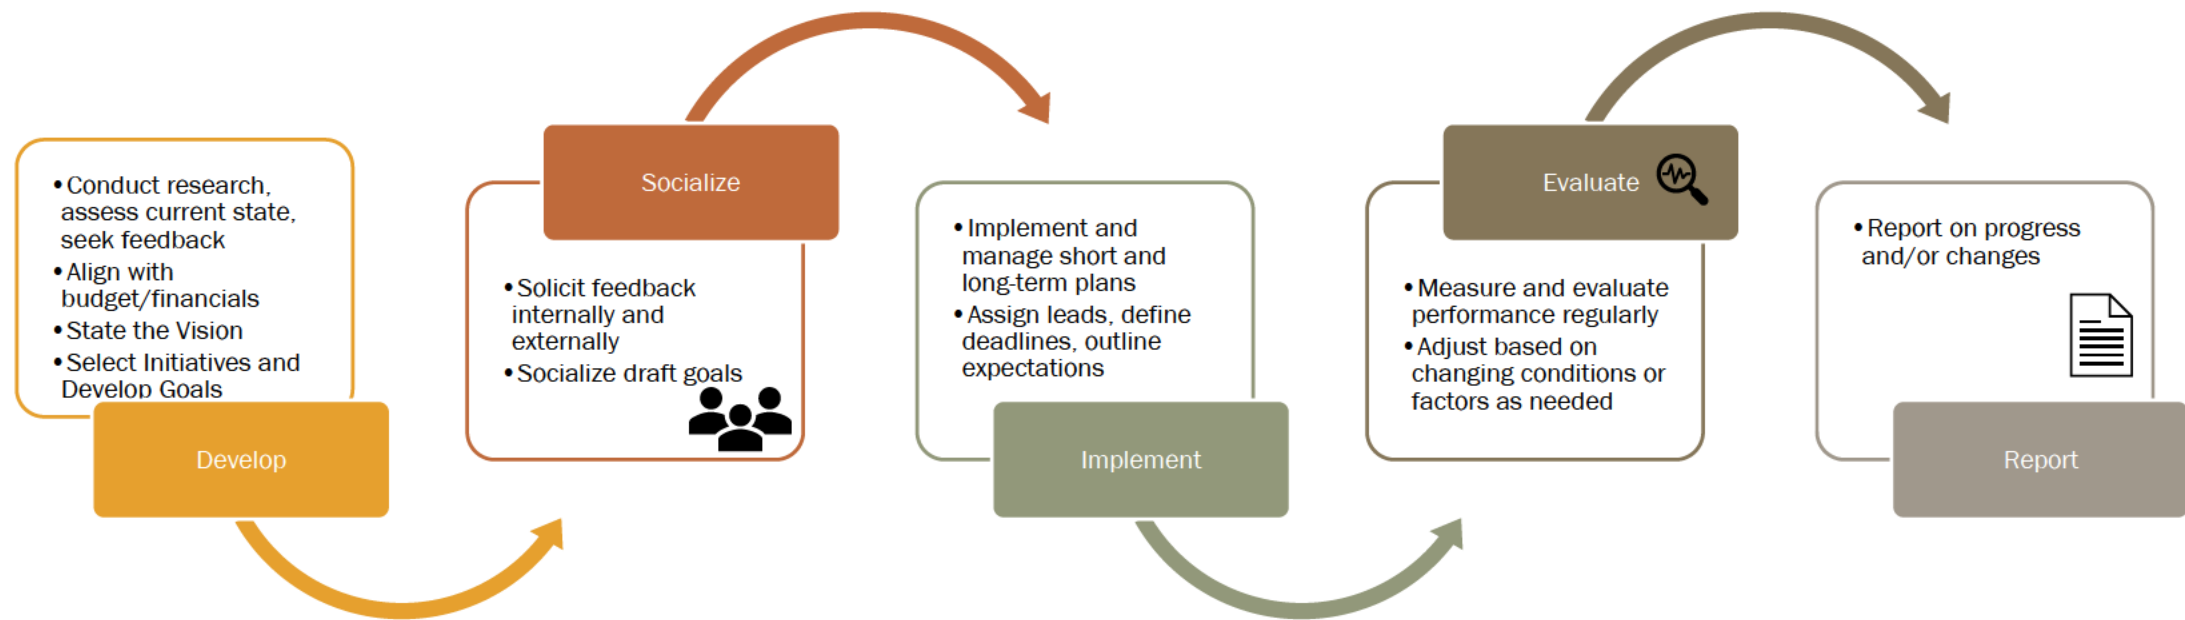 • Conduct research,
assess current state,
seek feedback
• Align with
budget/financials
• State the Vision
• Select Initiatives and
Develop Goals
Develop
Socialize
• Solicit feedback
internally and
externally
• Socialize draft goals
• Implement and
manage short and
long-term plans
• Assign leads, define
deadlines, outline
expectations
Implement
Evaluate
• Measure and evaluate
performance regularly
• Adjust based on
changing conditions or
factors as needed
• Report on progress
and/or changes
Report